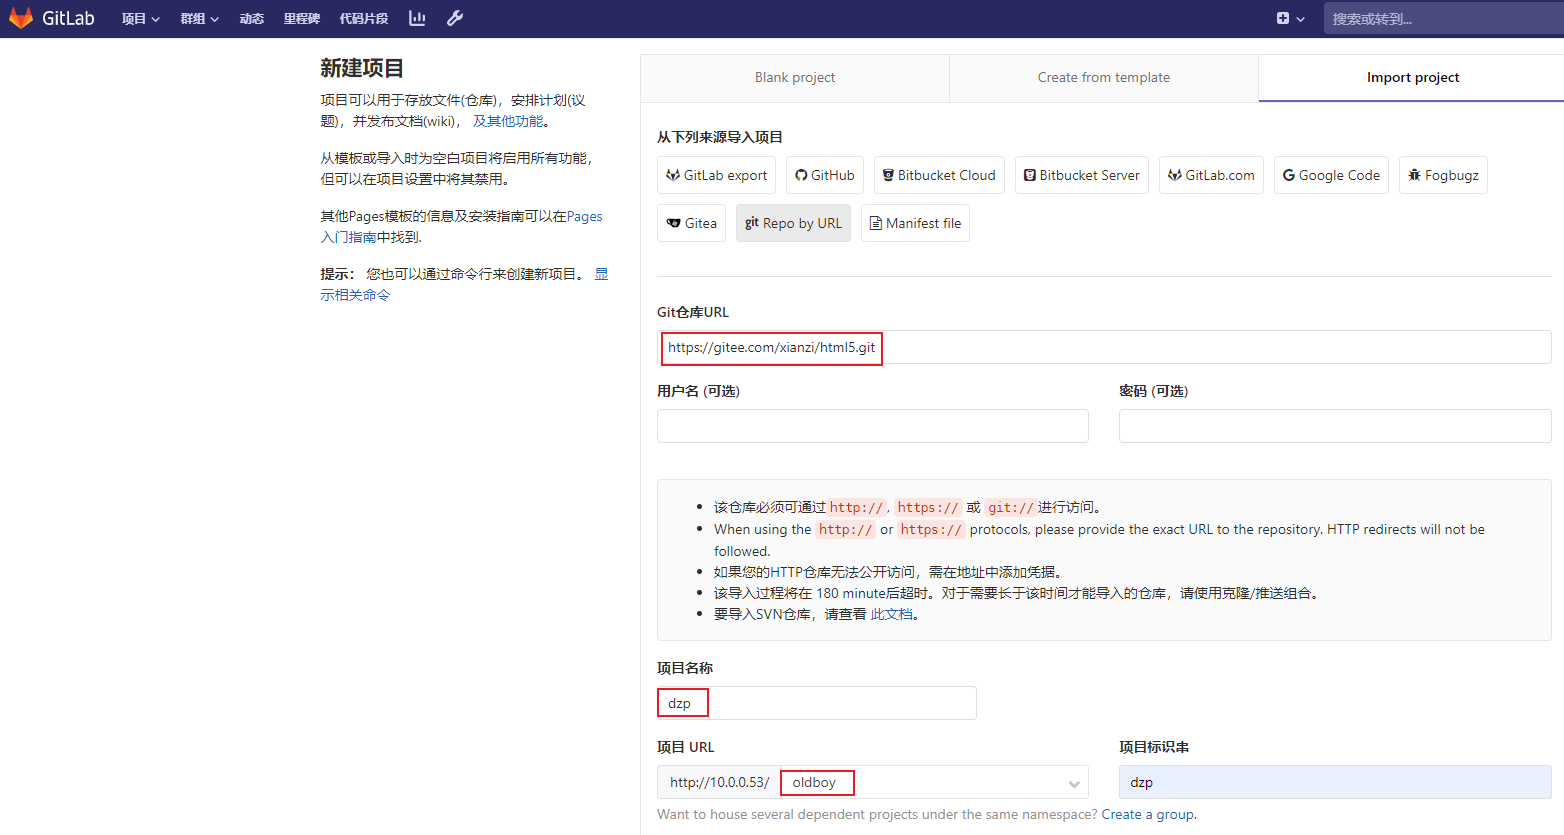 GitLab 项目 群组 动态 里程碑 代码片段 搜索或转到...
新建项目
项目可以用于存放文件(仓库)，安排计划(议
题)，并发布文档(wiki)， 及其他功能。
从模板或导入时为空白项目将启用所有功能，
但可以在项目设置中将其禁用。
其他Pages模板的信息及安装指南可以在Pages
入门指南中找到.
提示： 您也可以通过命令行来创建新项目。 显
示相关命令
Blank project Create from template Import project
从下列来源导入项目
GitLab export GitHub Bitbucket Cloud Bitbucket Server GitLab.com Google Code Fogbugz
Gitea git Repo by URL Manifest file
Git仓库URL
https://gitee.com/xianzi/html5.git
用户名 (可选) 密码 (可选)
该仓库必须可通过 http://, https:// 或 git:// 进行访问。
When using the http:// or https:// protocols, please provide the exact URL to the repository. HTTP redirects will not be
followed.
如果您的HTTP仓库无法公开访问，需在地址中添加凭据。
该导入过程将在 180 minute后超时。对于需要长于该时间才能导入的仓库，请使用克隆/推送组合。
要导入SVN仓库，请查看 此文档。
项目名称
dzp
项目 URL 项目标识串
http://10.0.0.53/ oldboy dzp
Want to house several dependent projects under the same namespace? Create a group.